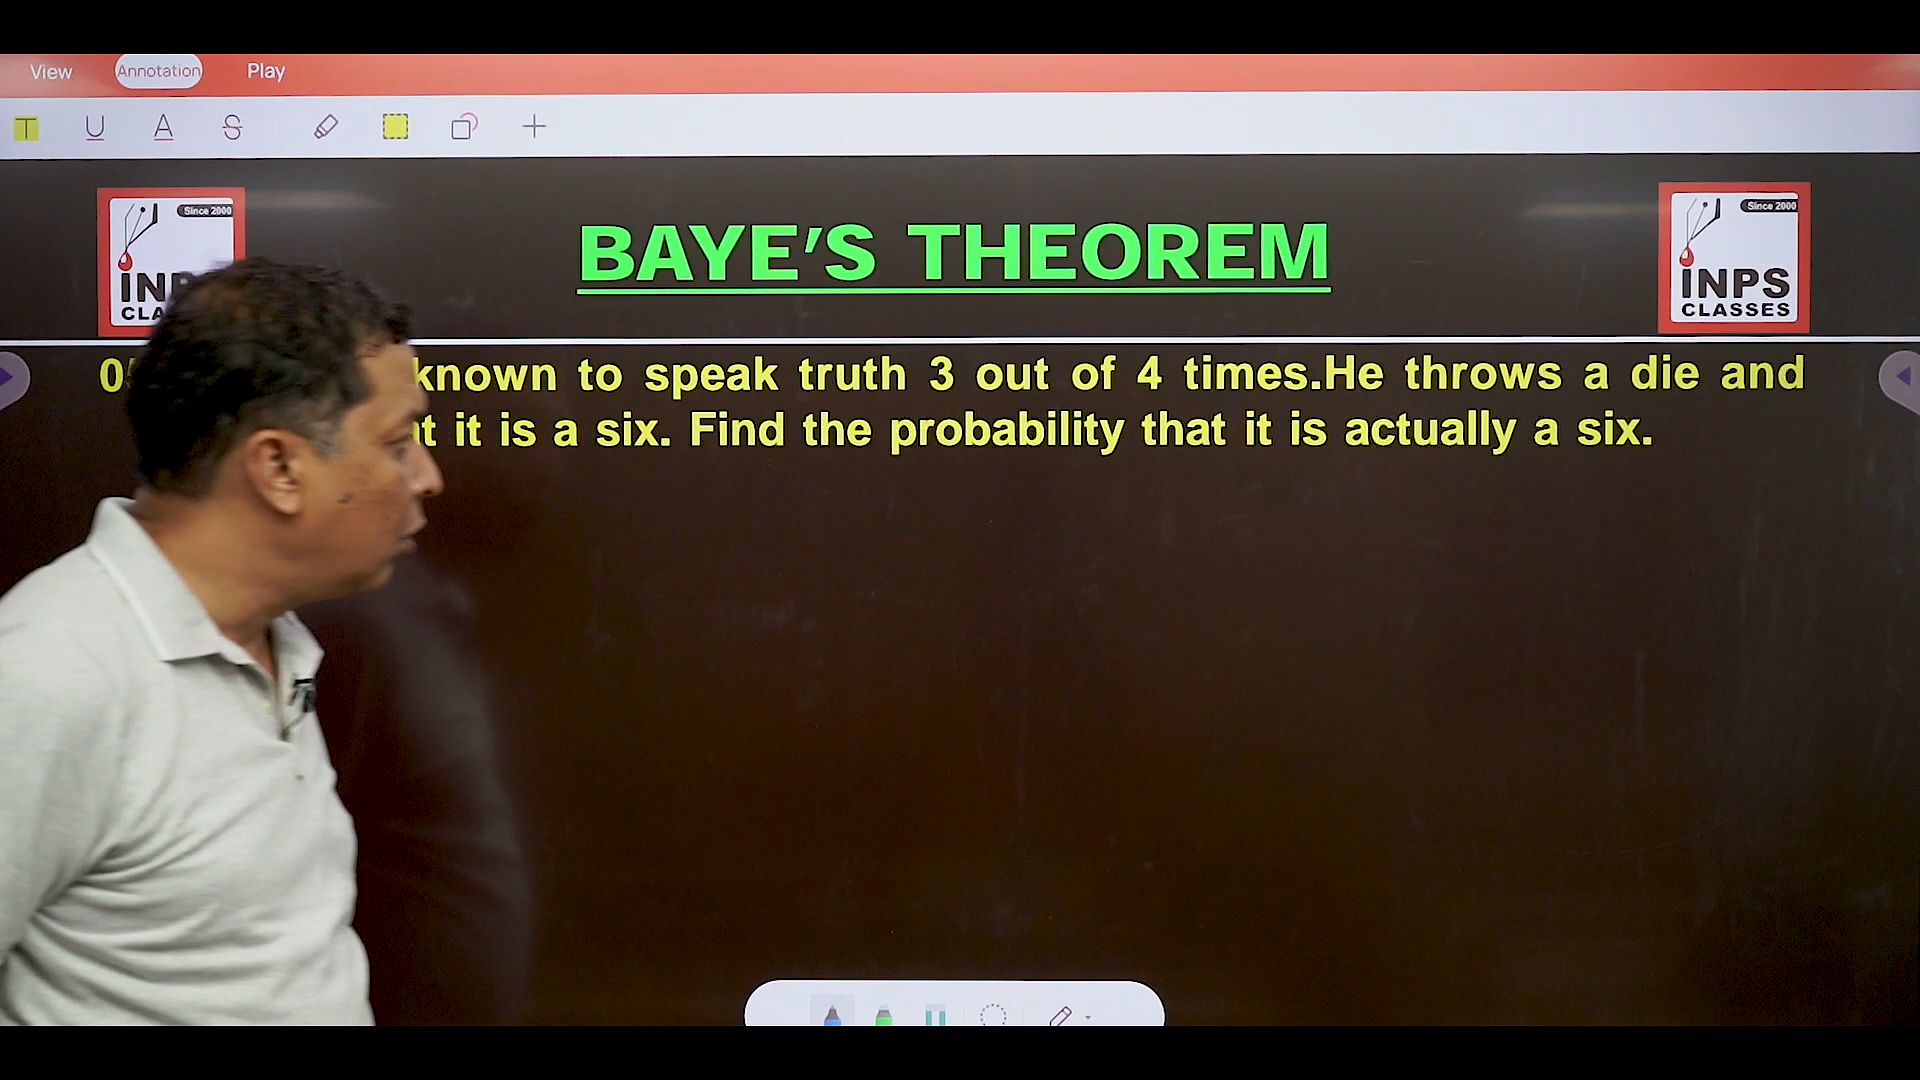 View Annotation Play
T U A S
Since 2000
Since 2000
BAYE'S THEOREM
INPS
CLASSES
known to speak truth 3 out of 4 times.He throws a die and
it is a six. Find the probability that it is actually a six.